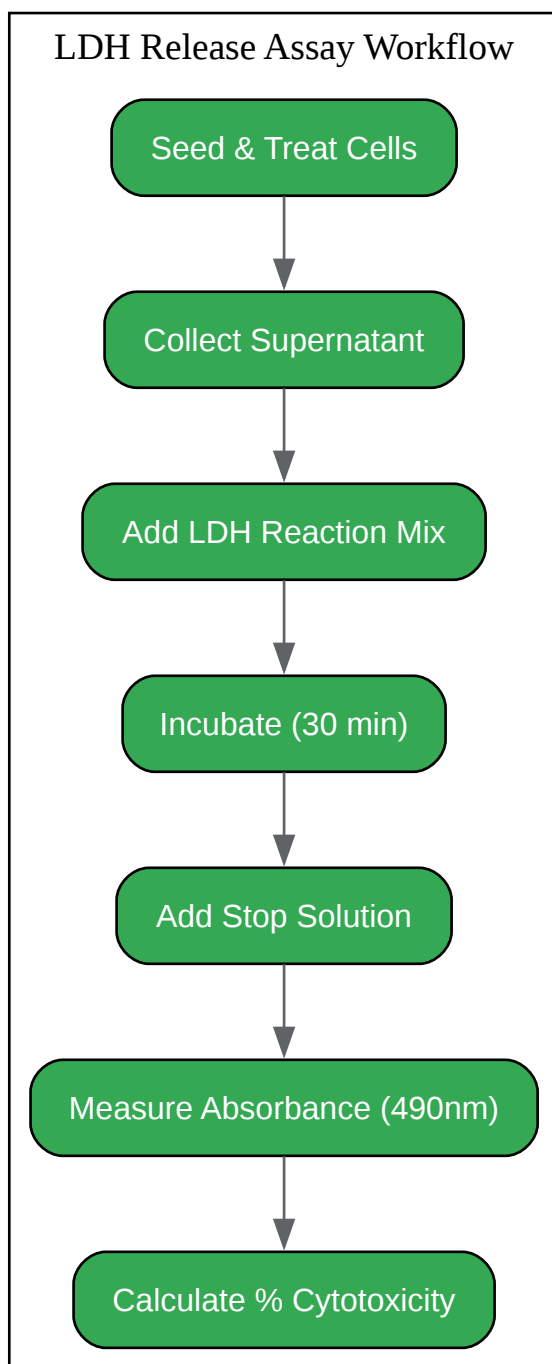 LDH Release Assay Workflow
Seed & Treat Cells
Collect Supernatant
Add LDH Reaction Mix
Incubate (30 min)
Add Stop Solution
Measure Absorbance (490nm)
Calculate % Cytotoxicity